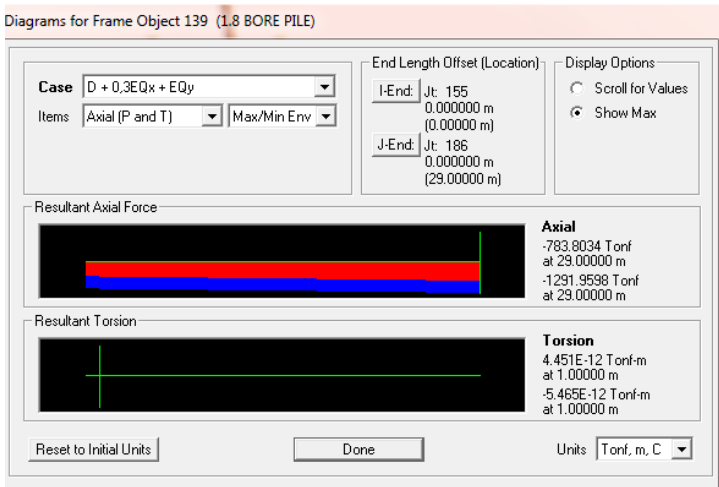 Diagrams for Frame Object 139 (1.8 BORE PILE)
Case D + 0,3EQx + EQy
Items Axial (P and T) Max/Min Env
End Length Offset (Location)
I-End: Jt: 155
0.000000 m
(0.00000 m)
J-End: Jt: 186
0.000000 m
(29.00000 m)
Display Options
Scroll for Values
Show Max
Resultant Axial Force
Axial
-783.8034 Tonf
at 29.00000 m
-1291.9598 Tonf
at 29.00000 m
Resultant Torsion
Torsion
4.451E-12 Tonf-m
at 1.00000 m
-5.465E-12 Tonf-m
at 1.00000 m
Reset to Initial Units
Done
Units Tonf, m, C